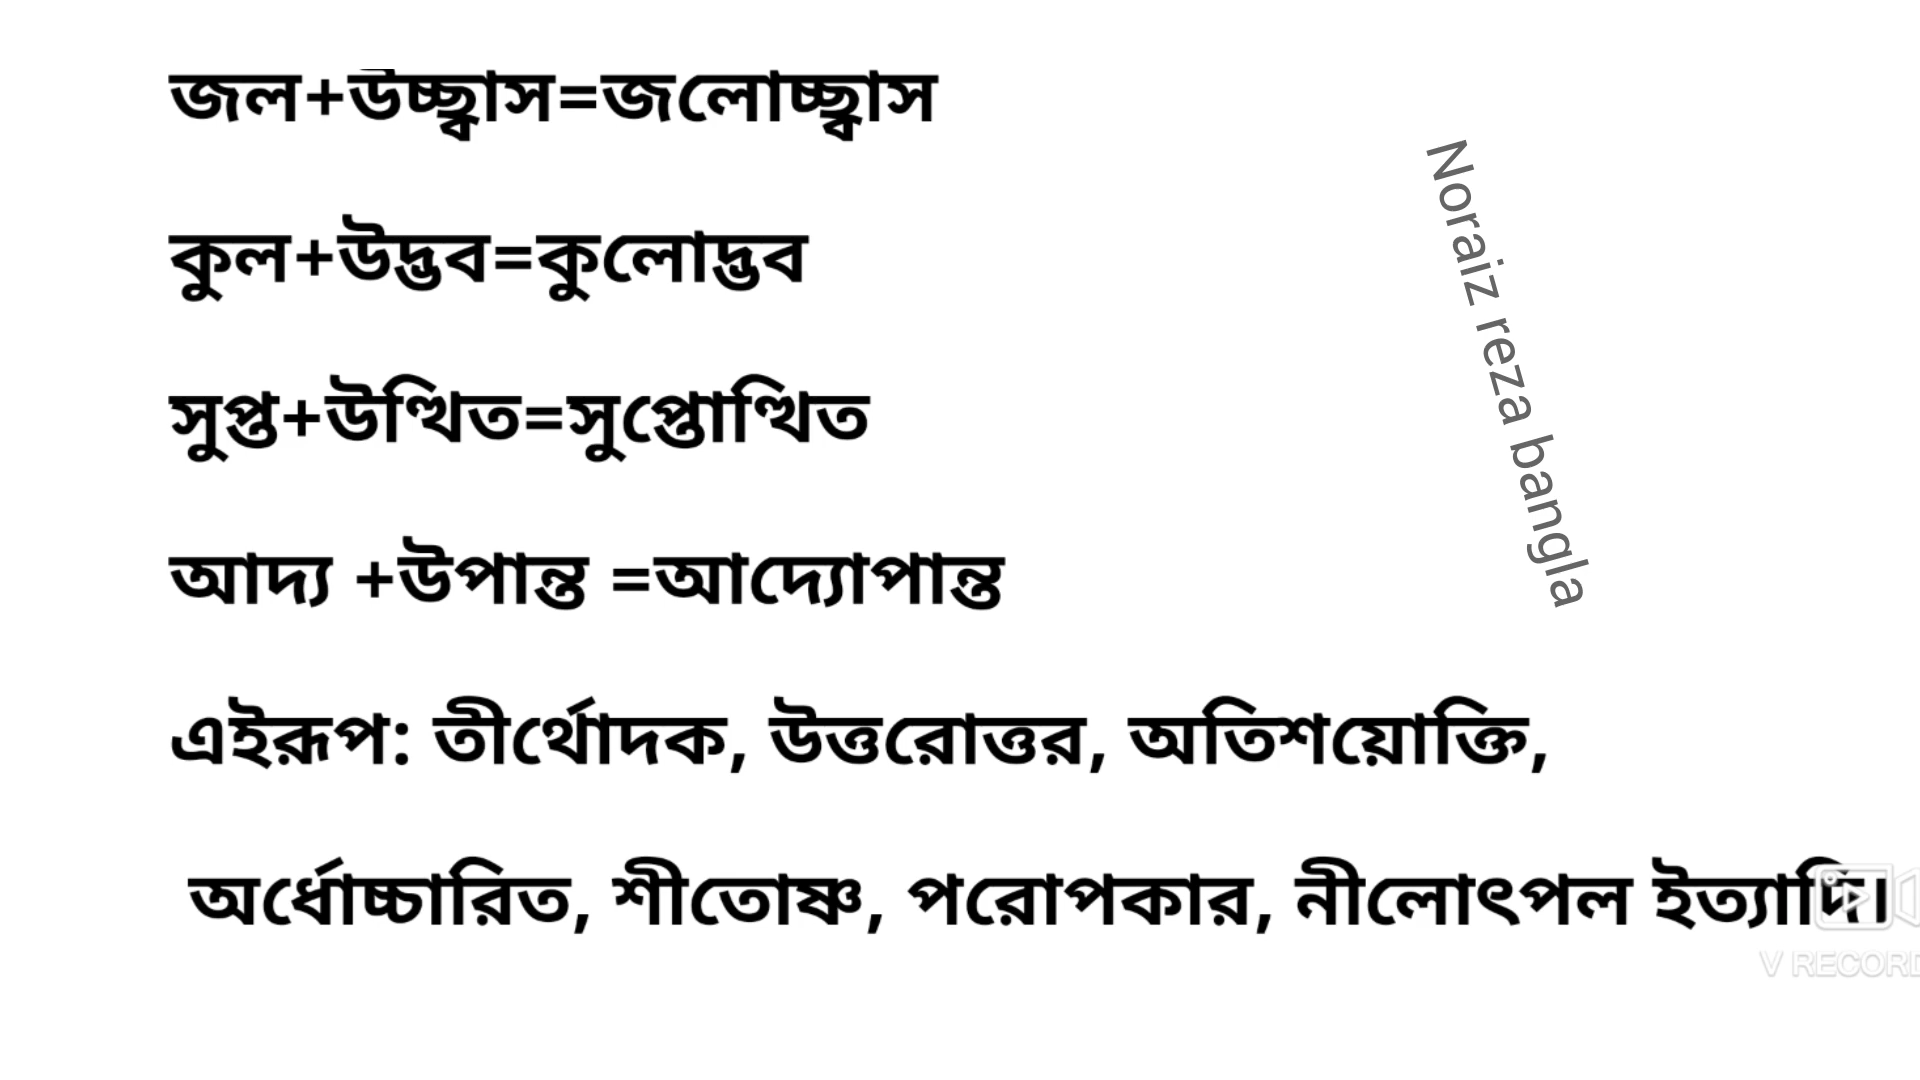 জল+উচ্ছ্বাস=জলোচ্ছ্বাস
কুল+উদ্ভব=কুলোদ্ভব
সুপ্ত+উত্থিত=সুপ্তোত্থিত
আদ্য +উপান্ত =আদ্যোপান্ত
এইরূপ: তীর্থোদক, উত্তরোত্তর, অতিশয়োক্তি,
অর্ধোচ্চারিত, শীতোষ্ণ, পরোপকার, নীলোৎপল ইত্যাদি।
Noraiz reza bangla
V RECORD